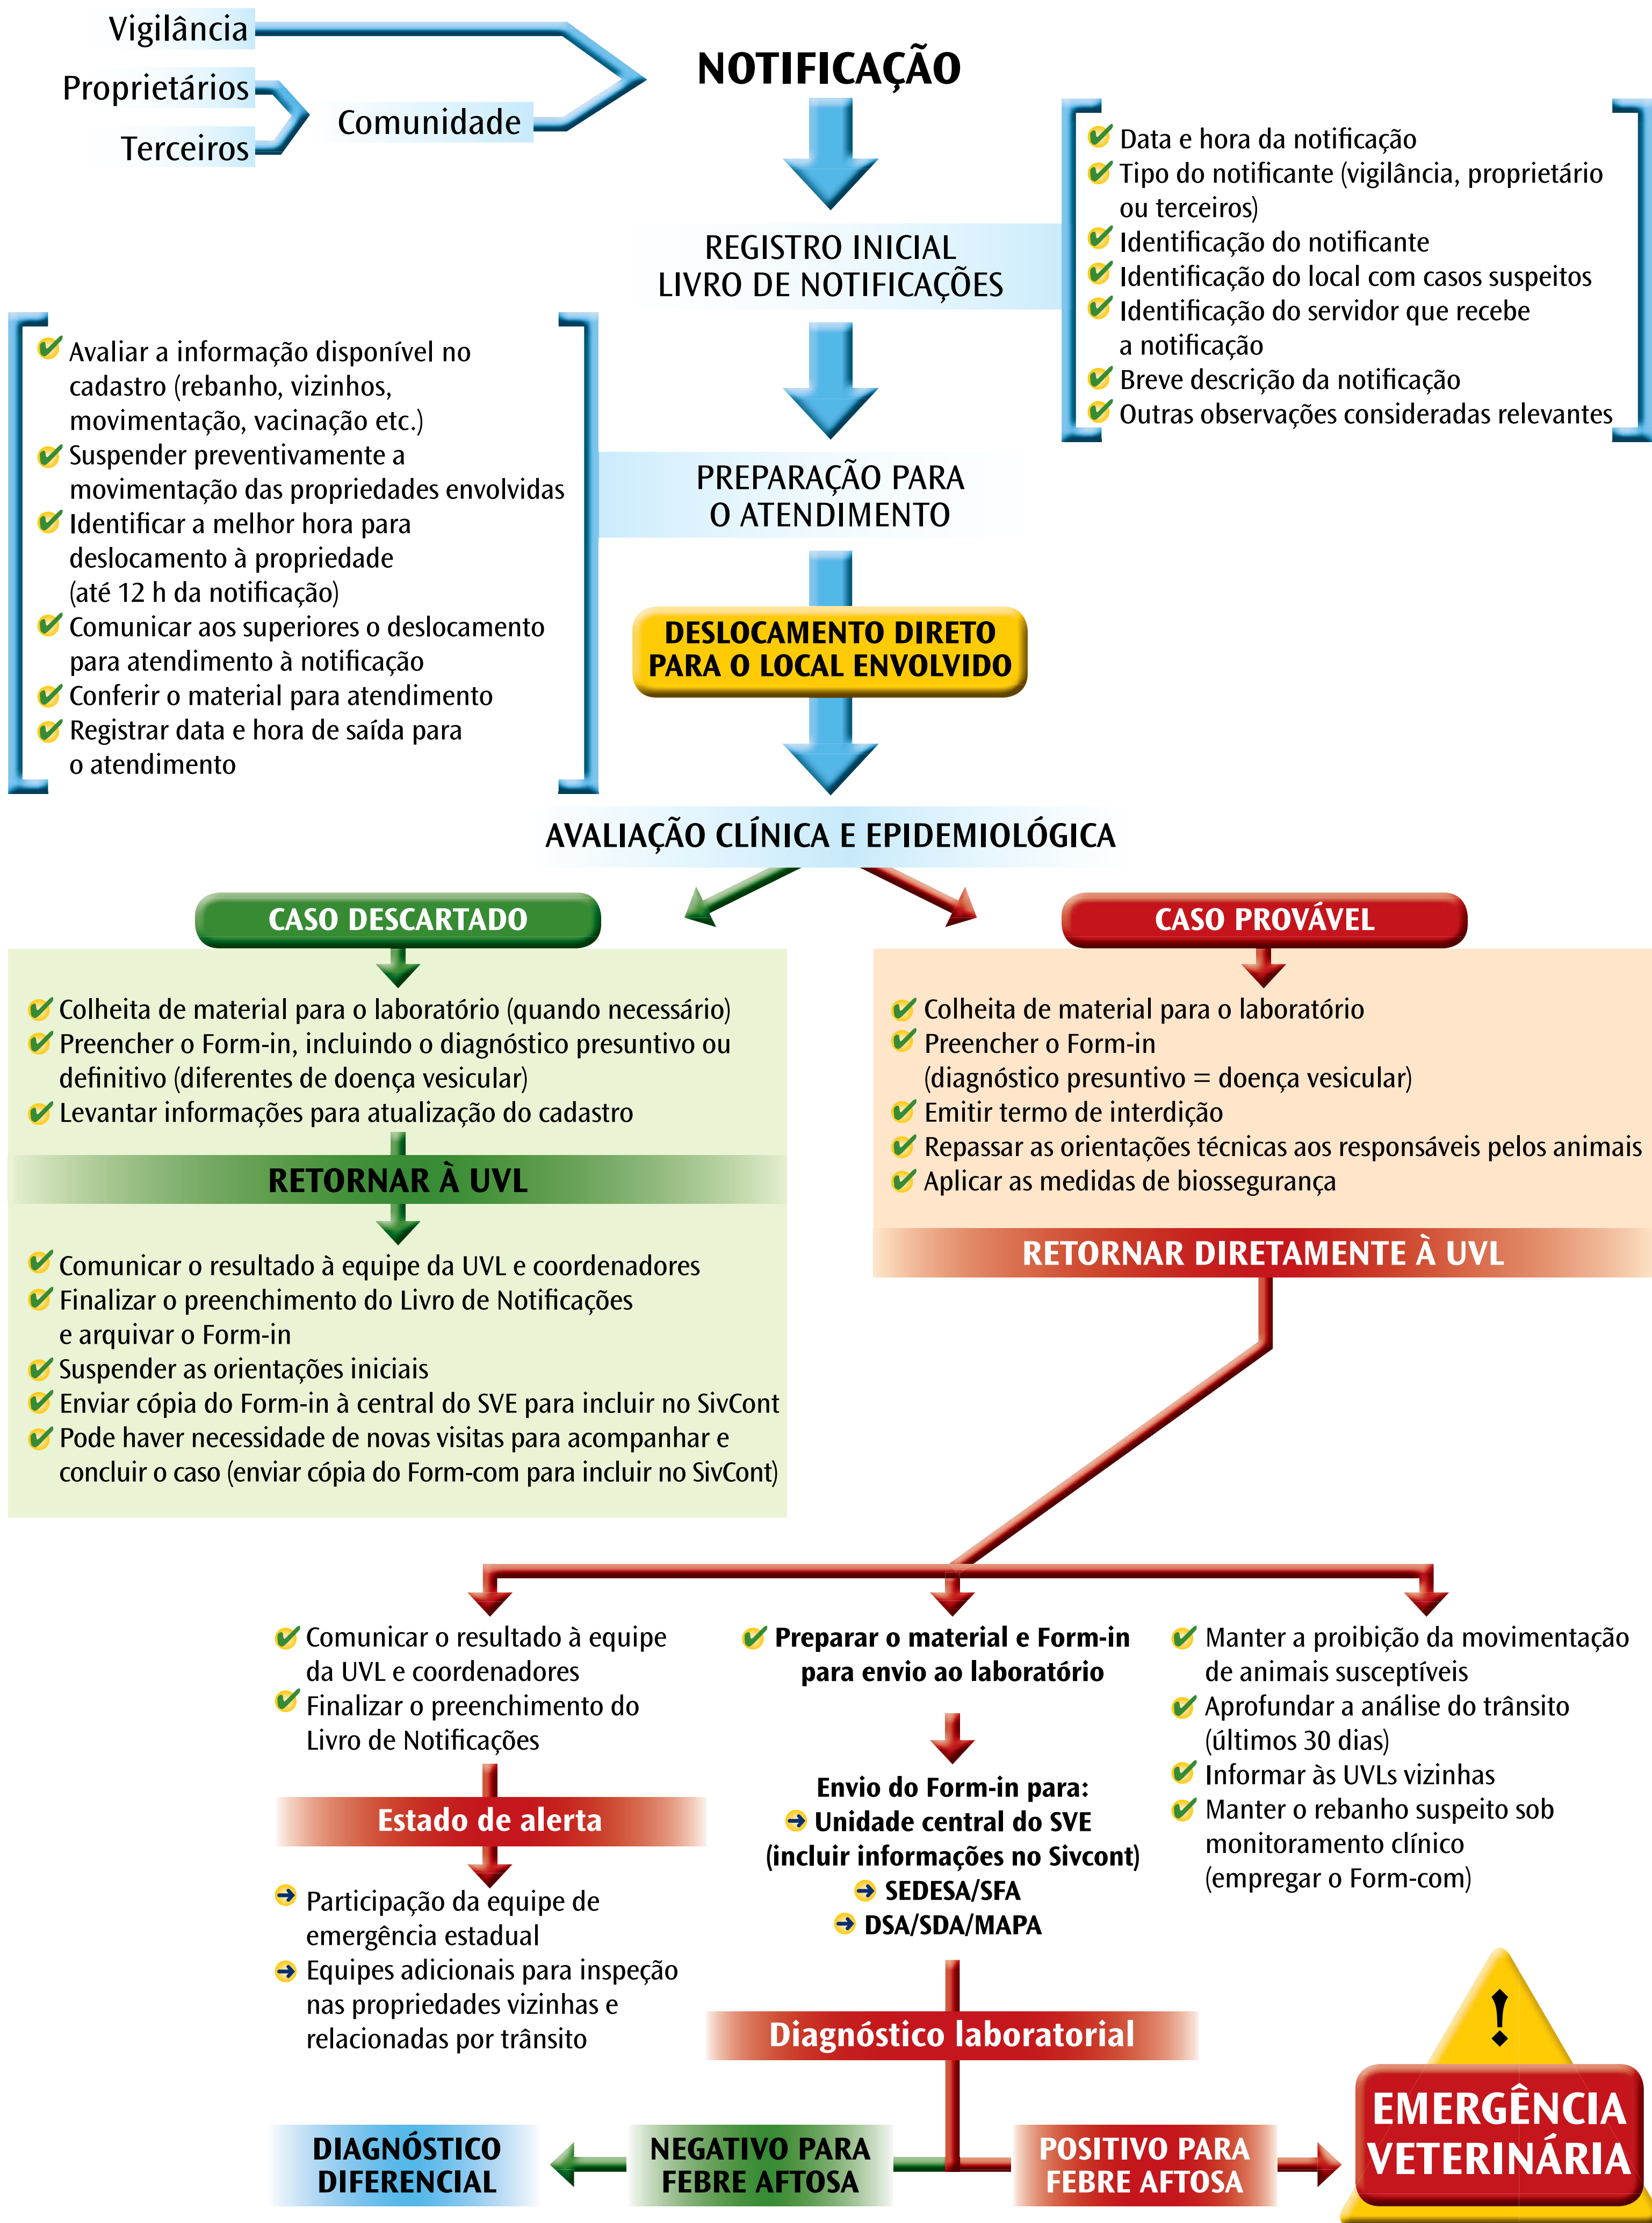 Vigilância
Proprietários
Terceiros
Comunidade
NOTIFICAÇÃO
Data e hora da notificação
Tipo do notificante (vigilância, proprietário
ou terceiros)
Identificação do notificante
Identificação do local com casos suspeitos
Identificação do servidor que recebe
a notificação
Breve descrição da notificação
Outras observações consideradas relevantes
REGISTRO INICIAL
LIVRO DE NOTIFICAÇÕES
Avaliar a informação disponível no
cadastro (rebanho, vizinhos,
movimentação, vacinação etc.)
Suspender preventivamente a
movimentação das propriedades envolvidas
Identificar a melhor hora para
deslocamento à propriedade
(até 12 h da notificação)
Comunicar aos superiores o deslocamento
para atendimento à notificação
Conferir o material para atendimento
Registrar data e hora de saída para
o atendimento
PREPARAÇÃO PARA
O ATENDIMENTO
DESLOCAMENTO DIRETO
PARA O LOCAL ENVOLVIDO
AVALIAÇÃO CLÍNICA E EPIDEMIOLÓGICA
CASO DESCARTADO
Colheita de material para o laboratório (quando necessário)
Preencher o Form-in, incluindo o diagnóstico presuntivo ou
definitivo (diferentes de doença vesicular)
Levantar informações para atualização do cadastro
RETORNAR À UVL
Comunicar o resultado à equipe da UVL e coordenadores
Finalizar o preenchimento do Livro de Notificações
e arquivar o Form-in
Suspender as orientações iniciais
Enviar cópia do Form-in à central do SVE para incluir no SivCont
Pode haver necessidade de novas visitas para acompanhar e
concluir o caso (enviar cópia do Form-com para incluir no SivCont)
CASO PROVÁVEL
Colheita de material para o laboratório
Preencher o Form-in
(diagnóstico presuntivo = doença vesicular)
Emitir termo de interdição
Repassar as orientações técnicas aos responsáveis pelos animais
Aplicar as medidas de biossegurança
RETORNAR DIRETAMENTE À UVL
Comunicar o resultado à equipe
da UVL e coordenadores
Finalizar o preenchimento do
Livro de Notificações
Estado de alerta
Participação da equipe de
emergência estadual
Equipes adicionais para inspeção
nas propriedades vizinhas e
relacionadas por trânsito
Preparar o material e Form-in
para envio ao laboratório
Envio do Form-in para:
Unidade central do SVE
(incluir informações no Sivcont)
SEDESA/SFA
DSA/SDA/MAPA
Manter a proibição da movimentação
de animais susceptíveis
Aprofundar a análise do trânsito
(últimos 30 dias)
Informar às UVLs vizinhas
Manter o rebanho suspeito sob
monitoramento clínico
(empregar o Form-com)
Diagnóstico laboratorial
DIAGNÓSTICO
DIFERENCIAL
NEGATIVO PARA
FEBRE AFTOSA
POSITIVO PARA
FEBRE AFTOSA
!
EMERGÊNCIA
VETERINÁRIA